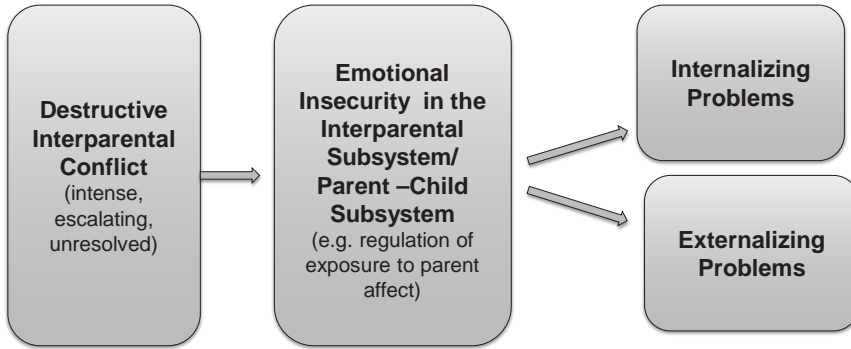 Destructive
Interparental
Conflict
(intense,
escalating,
unresolved)
Emotional
Insecurity in the
Interparental
Subsystem/
Parent –Child
Subsystem
(e.g. regulation of
exposure to parent
affect)
Internalizing
Problems
Externalizing
Problems